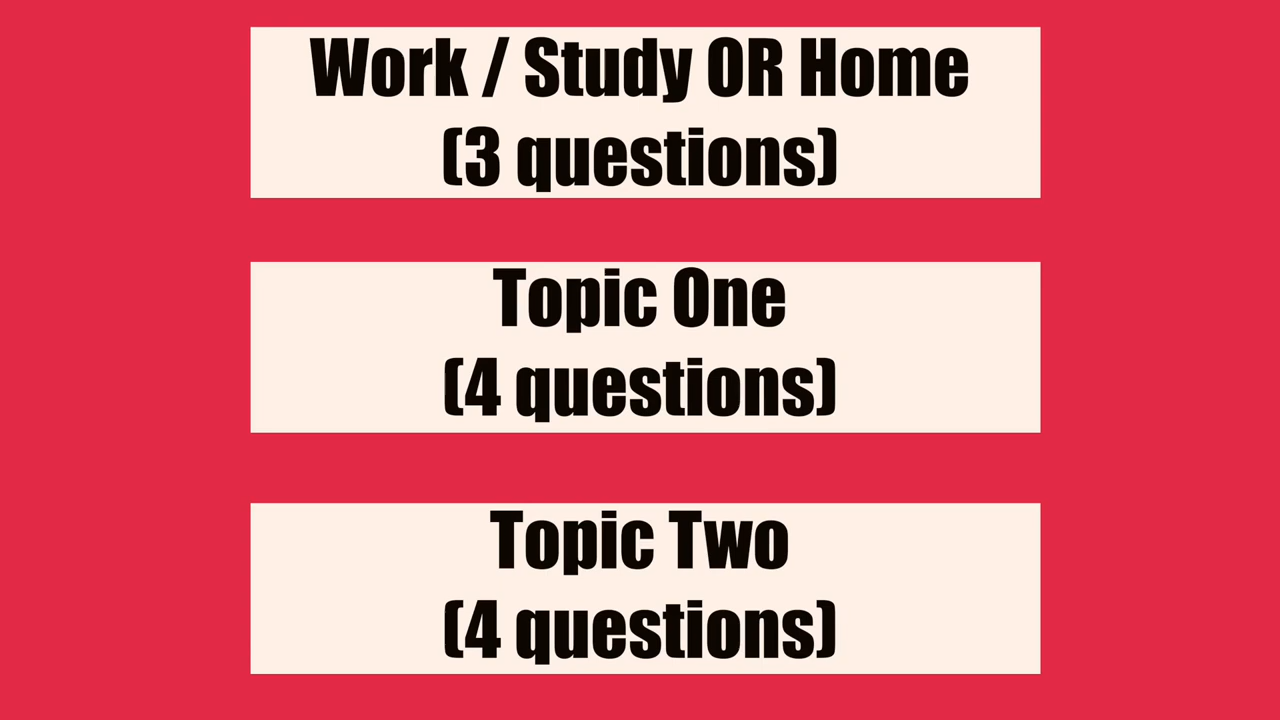 Work / Study OR Home
(3 questions)
Topic One
(4 questions)
Topic Two
(4 questions)